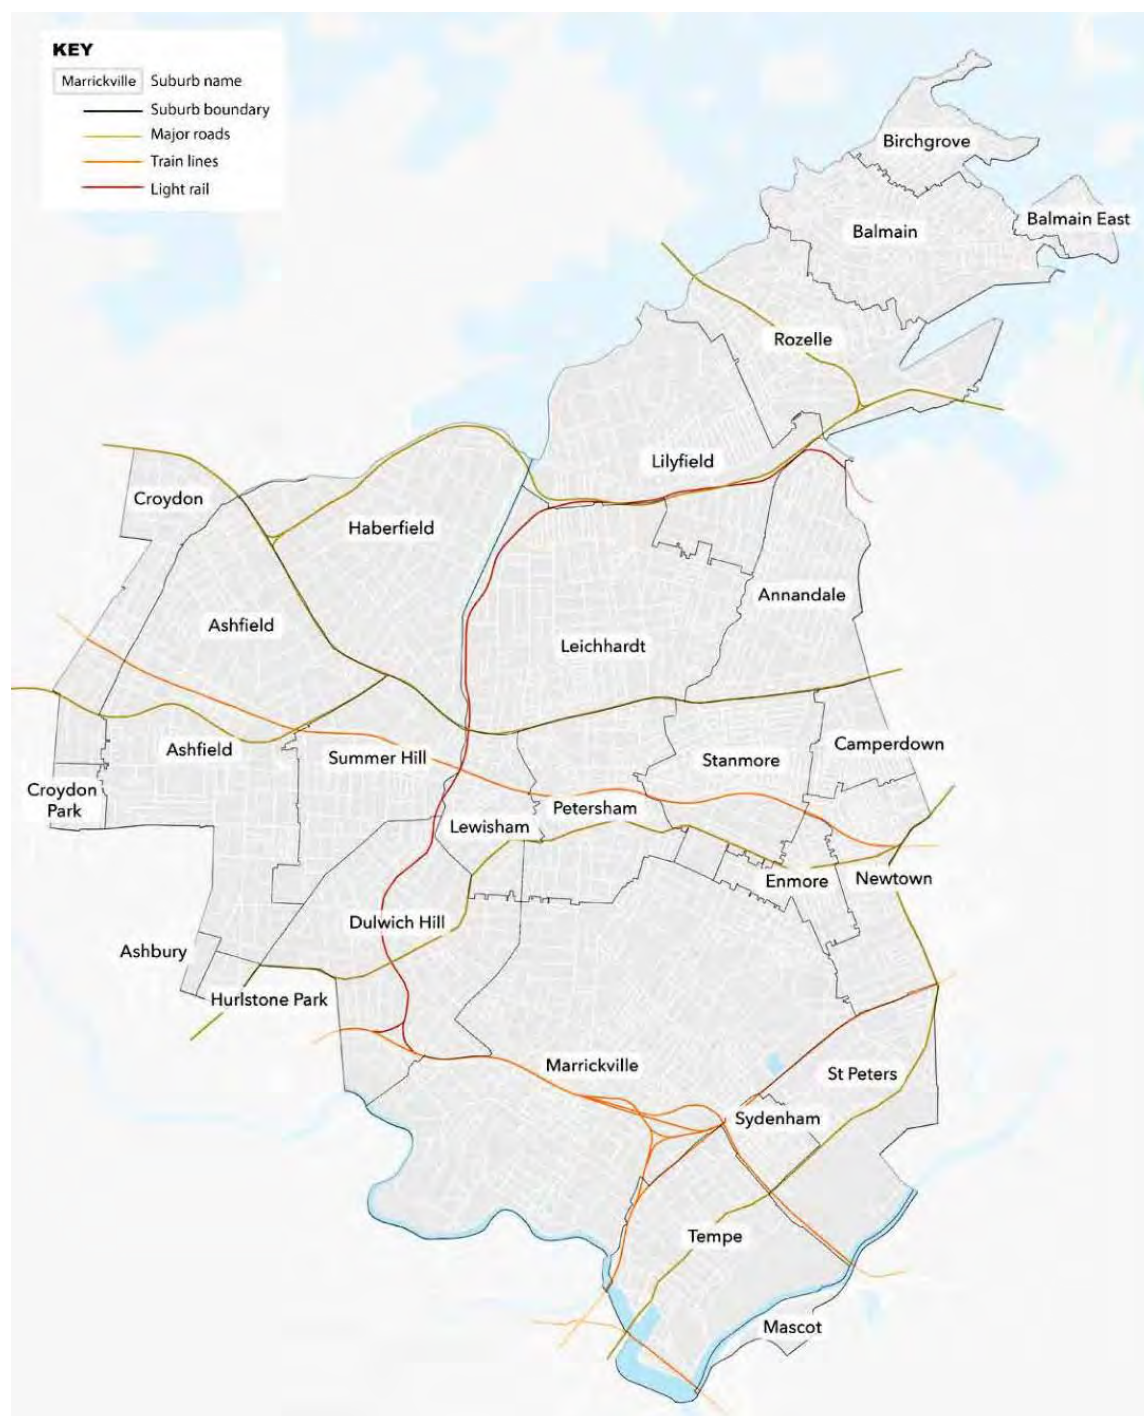 KEY
Marrickville Suburb name
Suburb boundary
Major roads
Train lines
Light rail
Birchgrove
Balmain East
Balmain
Rozelle
Lilyfield
Croydon
Haberfield
Annandale
Ashfield
Leichhardt
Camperdown
Ashfield
Summer Hill
Stanmore
Croydon
Park
Petersham
Lewisham
Enmore
Newtown
Dulwich Hill
Ashbury
Hurlstone Park
Marrickville
St Peters
Sydenham
Tempe
Mascot